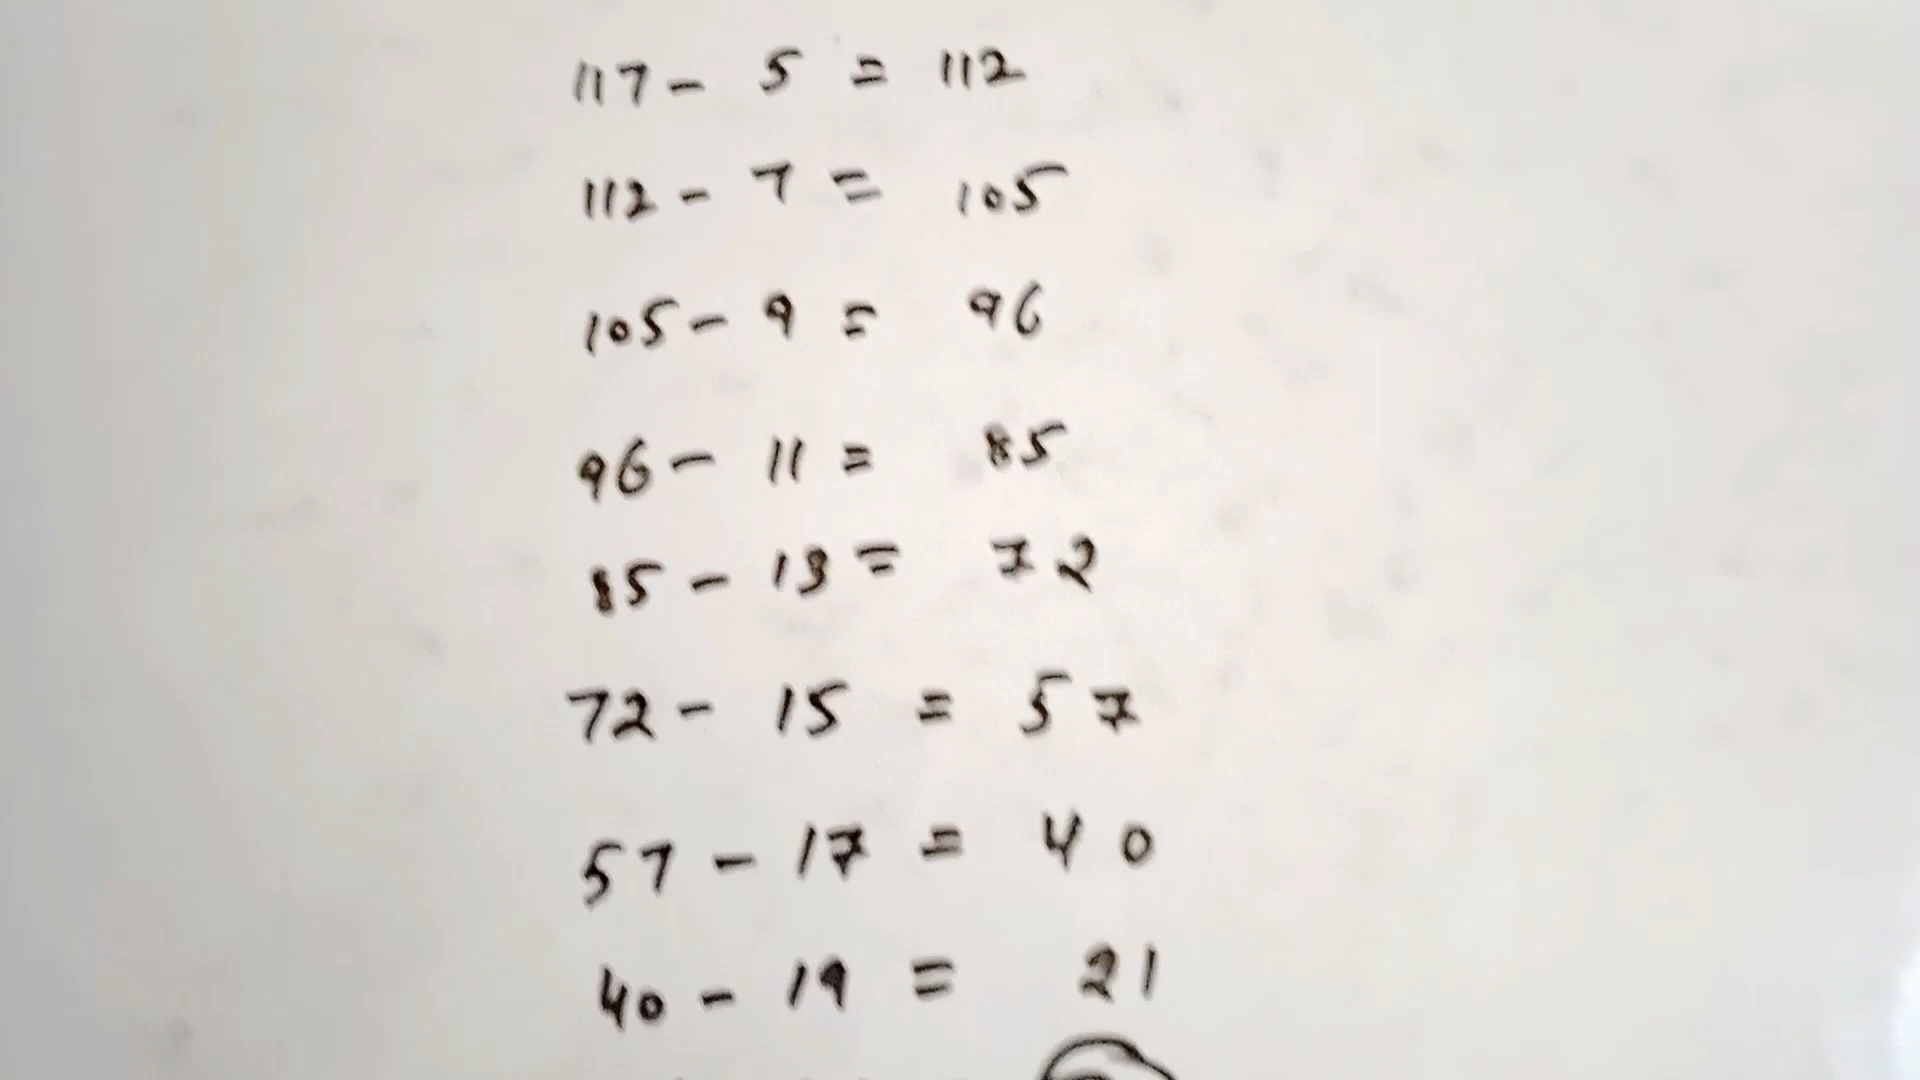 117 - 5 = 112
112 - 7 = 105
105 - 9 = 96
96 - 11 = 85
85 - 13 = 72
72 - 15 = 57
57 - 17 = 40
40 - 19 = 21